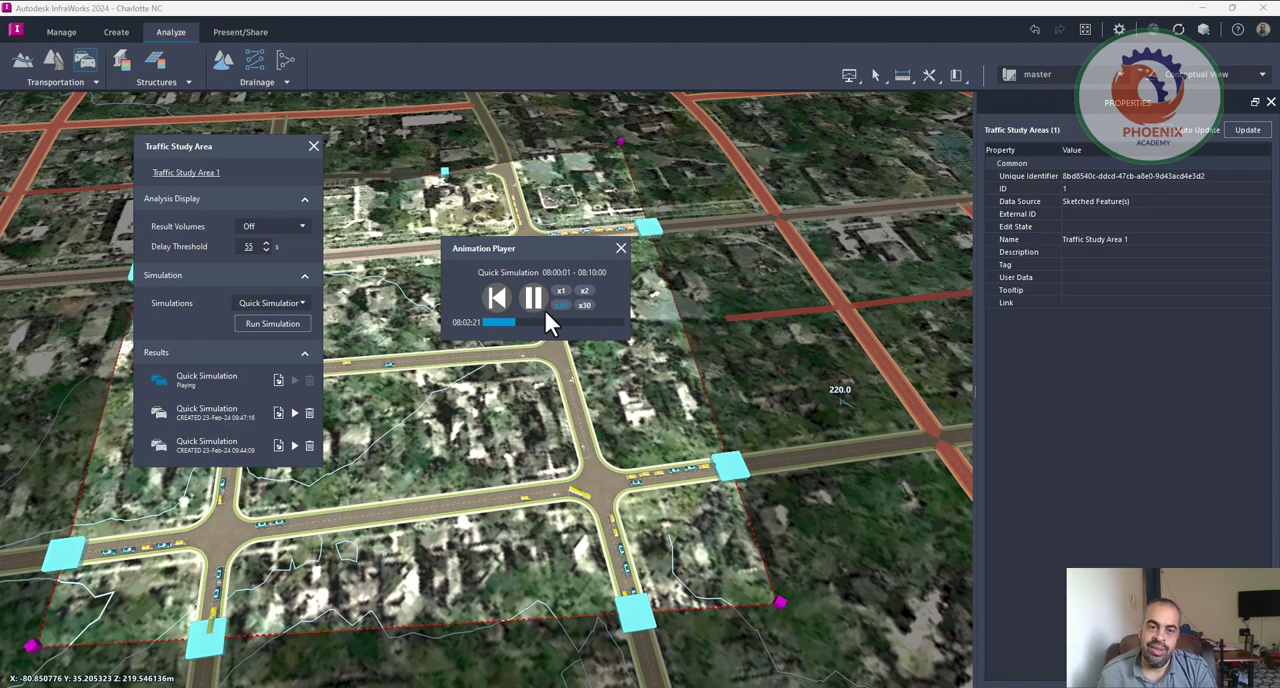 Autodesk InfraWorks 2024 - Charlotte NC
Manage
Create
Analyze
Present/Share
Transportation
Structures
Drainage
master
Conceptual View
PROPERTIES
PHOENIX
ACADEMY
Traffic Study Areas (1)
Auto Update
Update
Property Value
Common
Unique Identifier 8bd8540c-ddcd-47cb-a8e0-9d43acd4e3d2
ID 1
Data Source Sketched Feature(s)
External ID
Edit State
Name Traffic Study Area 1
Description
Tag
User Data
Tooltip
Link
Traffic Study Area
Traffic Study Area 1
Analysis Display
Result Volumes Off
Delay Threshold 55 s
Simulation
Simulations Quick Simulation
Run Simulation
Results
Quick Simulation
Playing
Quick Simulation
CREATED 23-Feb-24 09:47:16
Quick Simulation
CREATED 23-Feb-24 09:44:09
Animation Player
Quick Simulation 08:00:01 - 08:10:00
x1 x2
x10 x30
08:02:21
220.0
X: -80.850776 Y: 35.205323 Z: 219.546136m